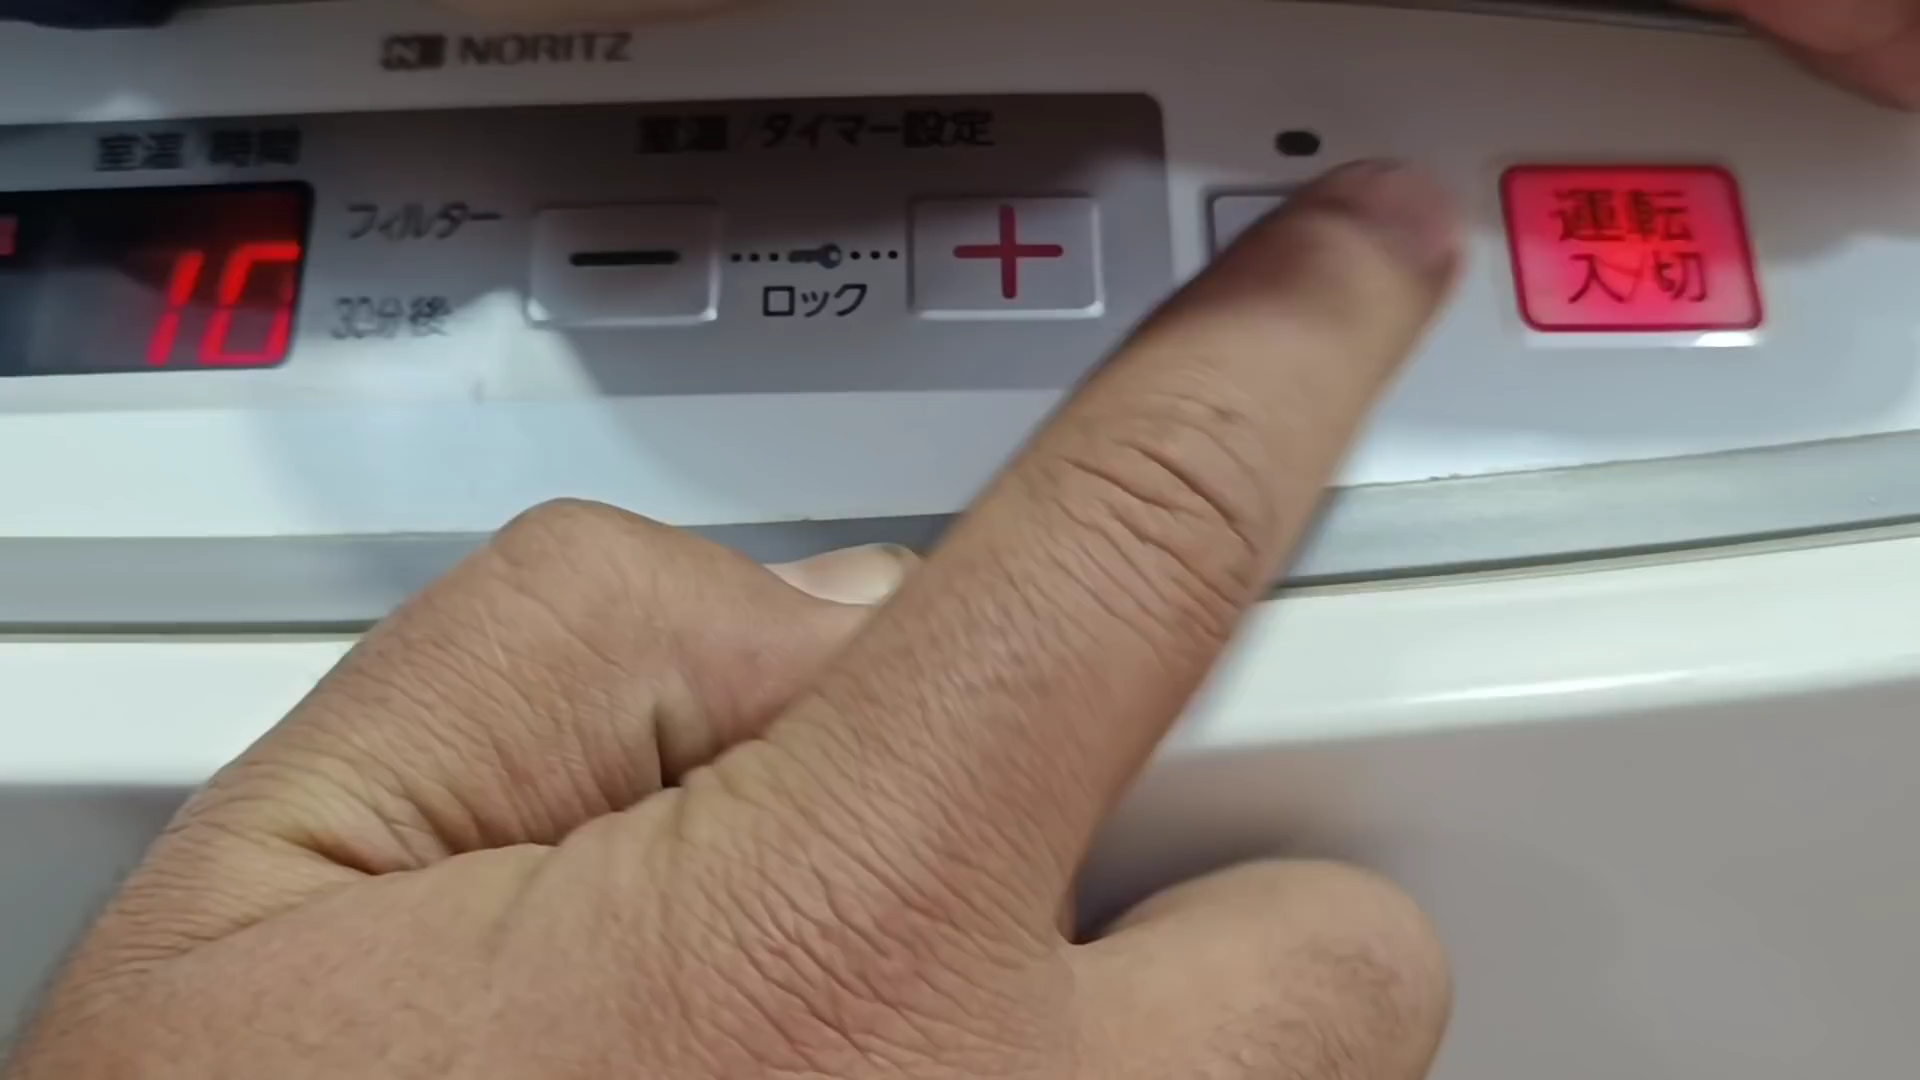 NORITZ
室温/時間
室温/タイマー設定
16
フィルター
30分後
ロック
運転
入/切